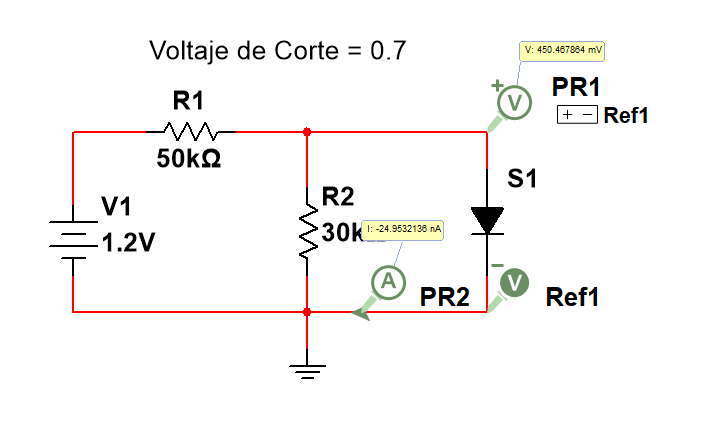 Voltaje de Corte = 0.7
V: 450.467864 mV
PR1
V
+ − Ref1
R1
50kΩ
S1
V1
1.2V
R2
30k
I: -24.9532136 nA
A
PR2
V
Ref1